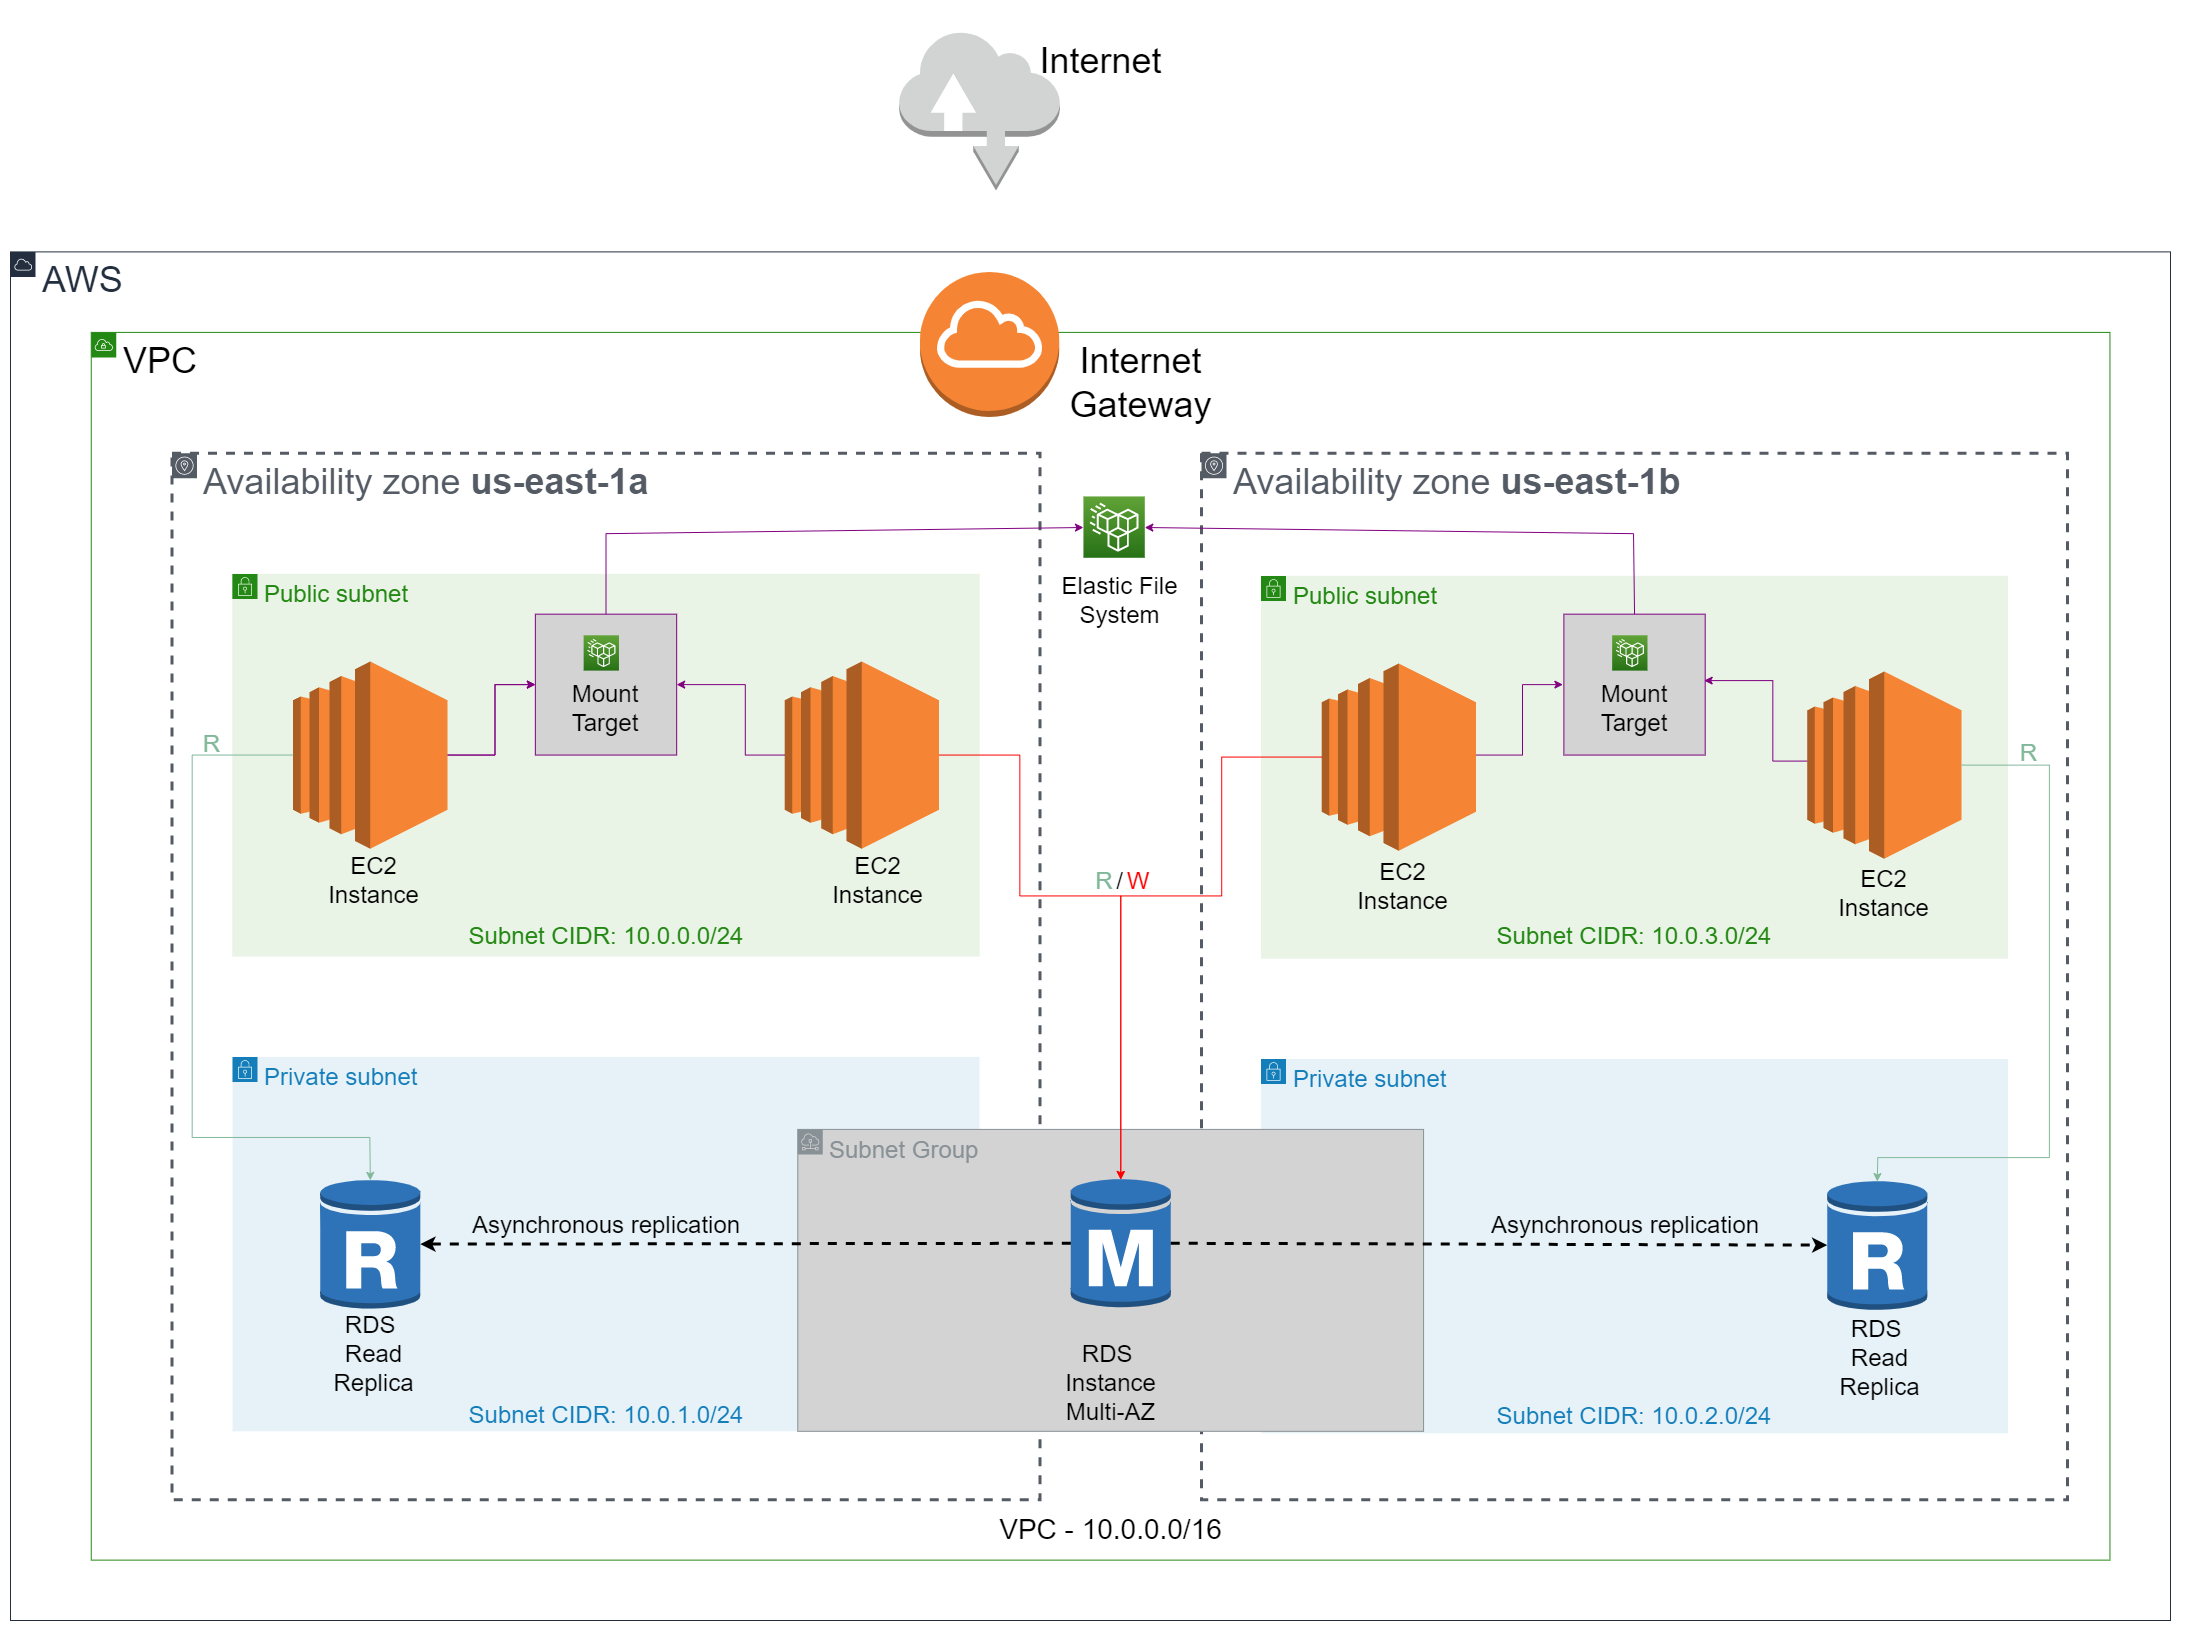 Internet
AWS
VPC
Internet
Gateway
Availability zone us-east-1a
Availability zone us-east-1b
Elastic File
System
Public subnet
Mount
Target
R
EC2
Instance
EC2
Instance
Subnet CIDR: 10.0.0.0/24
Public subnet
Mount
Target
R
EC2
Instance
EC2
Instance
Subnet CIDR: 10.0.3.0/24
R/W
Private subnet
Asynchronous replication
R
RDS
Read
Replica
Subnet CIDR: 10.0.1.0/24
Subnet Group
M
RDS
Instance
Multi-AZ
Private subnet
Asynchronous replication
R
RDS
Read
Replica
Subnet CIDR: 10.0.2.0/24
VPC - 10.0.0.0/16